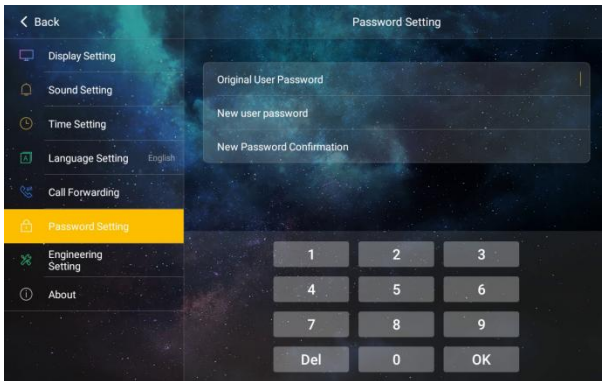 Back
Password Setting
Display Setting
Sound Setting
Time Setting
Language Setting English
Call Forwarding
Password Setting
Engineering
Setting
About
Original User Password
New user password
New Password Confirmation
1 2 3
4 5 6
7 8 9
Del 0 OK